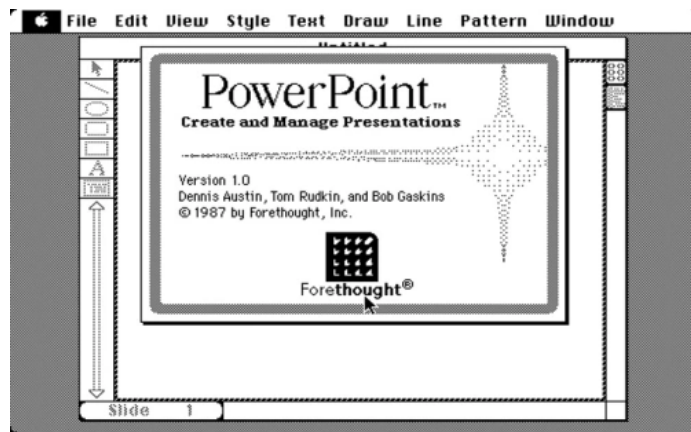 File Edit View Style Text Draw Line Pattern Window
Untitled
PowerPoint™
Create and Manage Presentations
Version 1.0
Dennis Austin, Tom Rudkin, and Bob Gaskins
© 1987 by Forethought, Inc.
Forethought®
A
Slide 1